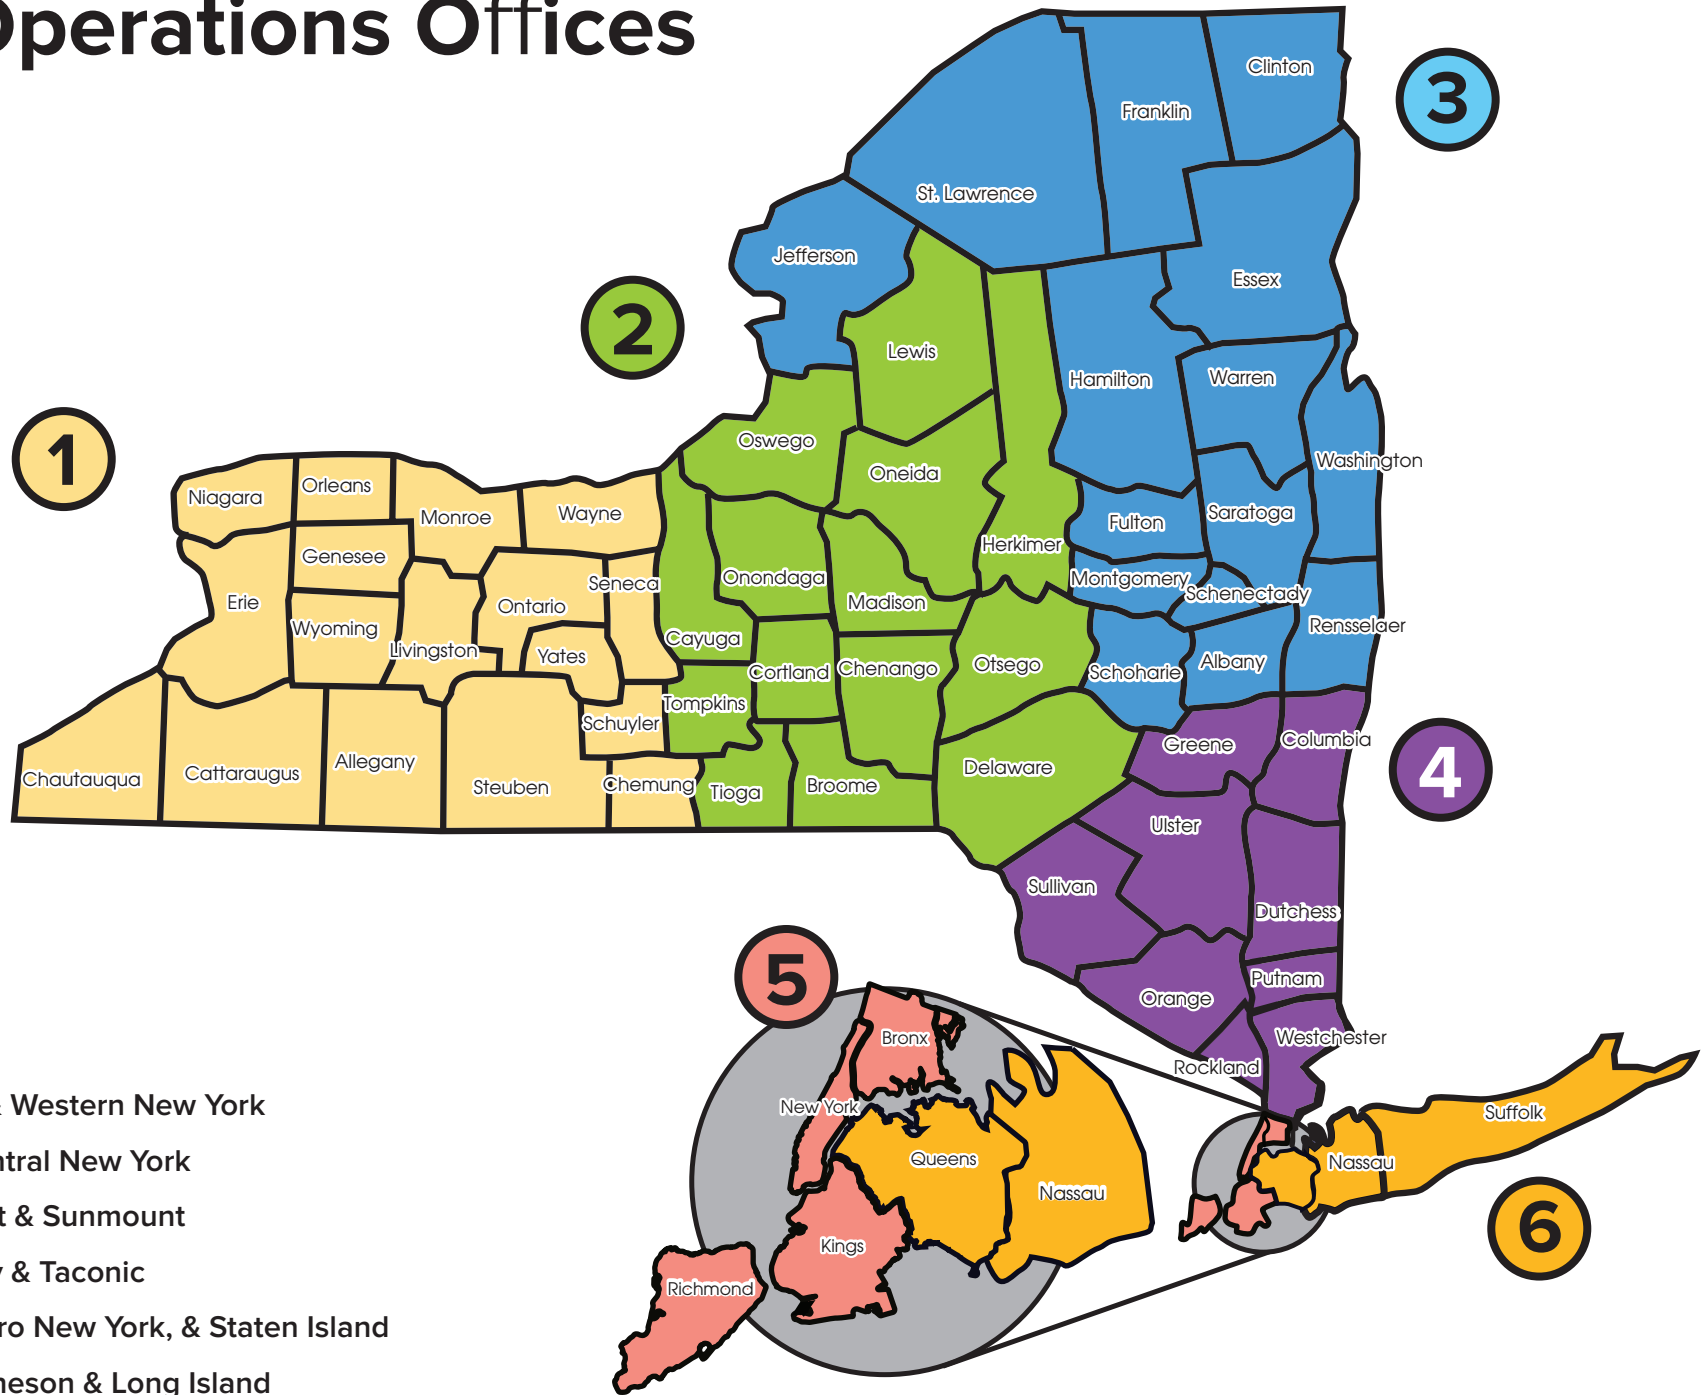 Operations Offices
Clinton
3
Franklin
St. Lawrence
Jefferson
Essex
2
Lewis
Hamilton
Warren
1
Oswego
Washington
Oneida
Niagara
Orleans
Monroe
Wayne
Fulton
Saratoga
Genesee
Herkimer
Seneca
Onondaga
Montgomery
Schenectady
Erie
Ontario
Madison
Wyoming
Rensselaer
Livingston
Yates
Cayuga
Cortland
Chenango
Otsego
Schoharie
Albany
Tompkins
Schuyler
Greene
Columbia
Chautauqua
Cattaraugus
Allegany
Steuben
Chemung
Tioga
Broome
Delaware
4
Ulster
Sullivan
Dutchess
5
Putnam
Orange
Bronx
Westchester
Rockland
New York
Suffolk
Queens
Nassau
Nassau
Kings
6
Richmond
& Western New York
New York
& Sunmount
& Taconic
New York, & Staten Island
& Long Island